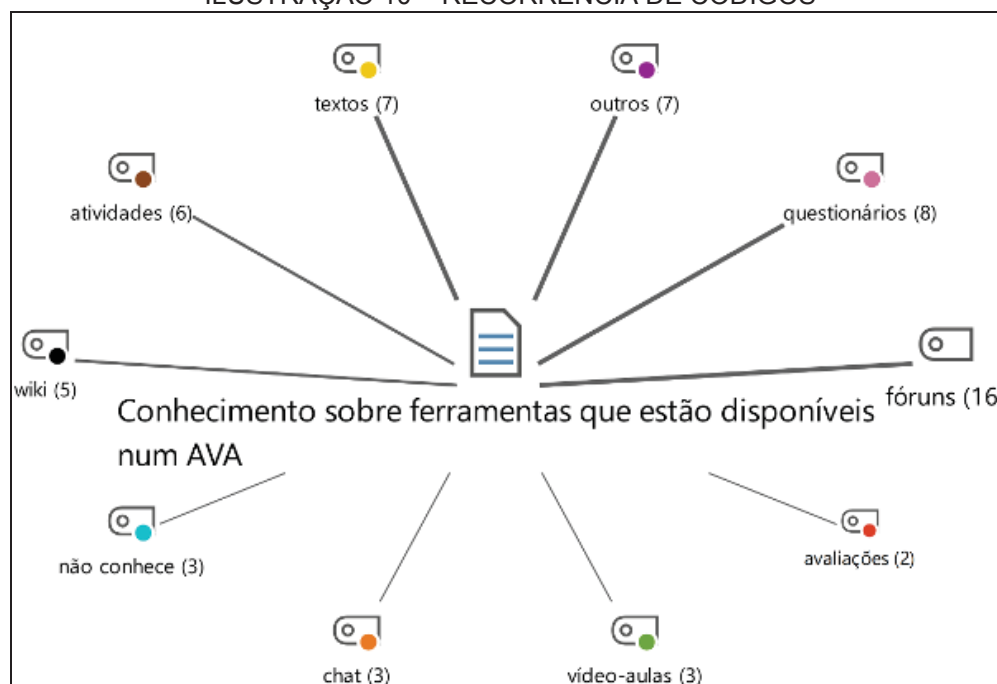 textos (7)
outros (7)
atividades (6)
questionários (8)
wiki (5)
fóruns (16
Conhecimento sobre ferramentas que estão disponíveis
num AVA
não conhece (3)
avaliações (2)
chat (3)
vídeo-aulas (3)